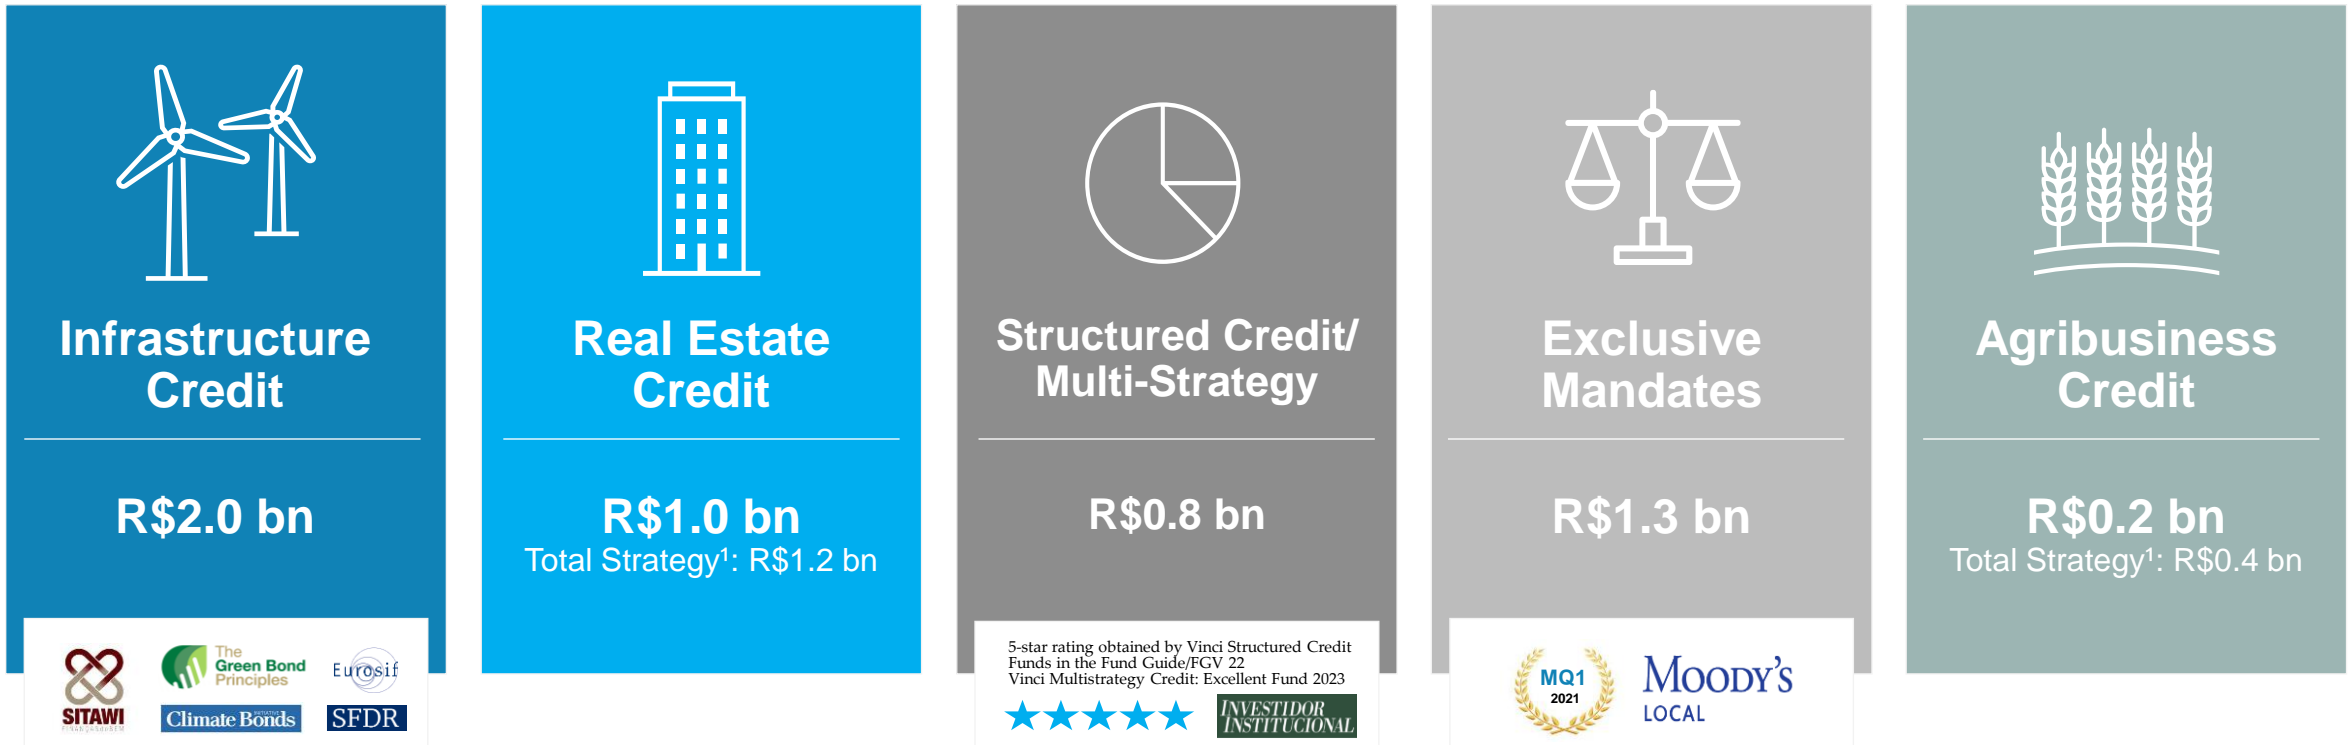 Infrastructure
Credit
R$2.0 bn
SITAWI
The
Green Bond
Principles
Eurosif
Climate Bonds
INITIATIVE
SFDR
Real Estate
Credit
R$1.0 bn
Total Strategy¹: R$1.2 bn
Structured Credit/
Multi-Strategy
R$0.8 bn
5-star rating obtained by Vinci Structured Credit
Funds in the Fund Guide/FGV 22
Vinci Multistrategy Credit: Excellent Fund 2023
INVESTIDOR
INSTITUCIONAL
Exclusive
Mandates
R$1.3 bn
MQ1
2021
MOODY'S
LOCAL
Agribusiness
Credit
R$0.2 bn
Total Strategy¹: R$0.4 bn